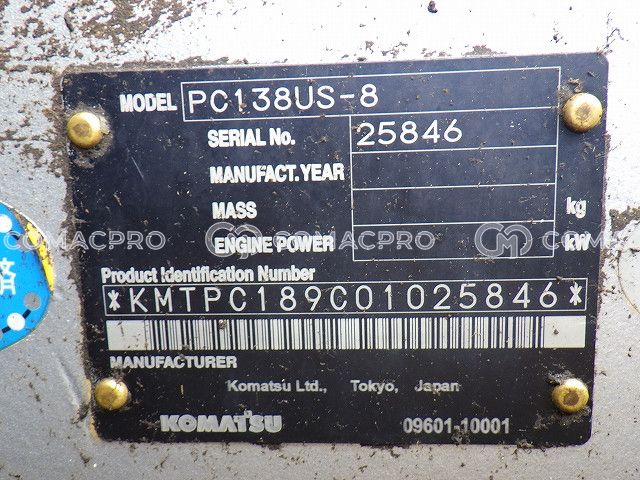 MODEL PC138US-8
SERIAL No. 25846
MANUFACT. YEAR
MASS kg
ENGINE POWER kW
COMACPRO COMACPRO COM
Product Identification Number
*KMTPC189C01025846*
MANUFACTURER
Komatsu Ltd., Tokyo, Japan
KOMATSU 09601-10001